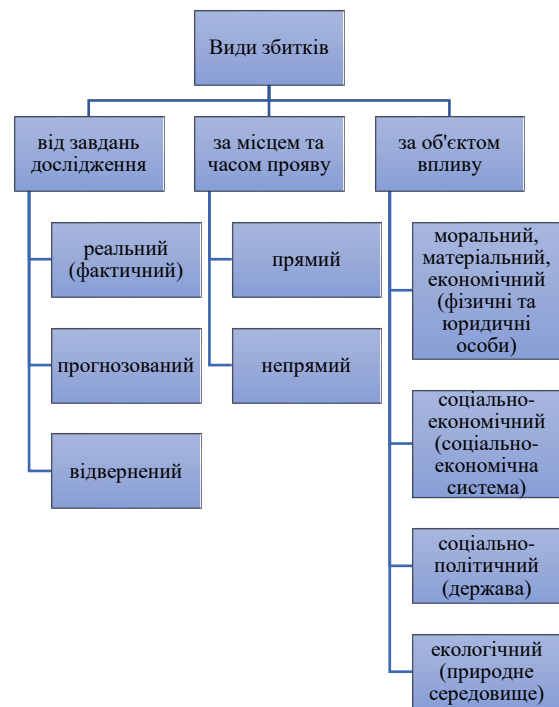 Види збитків
від завдань
дослідження
за місцем та
часом прояву
за об'єктом
впливу
реальний
(фактичний)
прогнозований
відвернений
прямий
непрямий
моральний,
матеріальний,
економічний
(фізичні та
юридичні
особи)
соціально-
економічний
(соціально-
економічна
система)
соціально-
політичний
(держава)
екологічний
(природне
середовище)